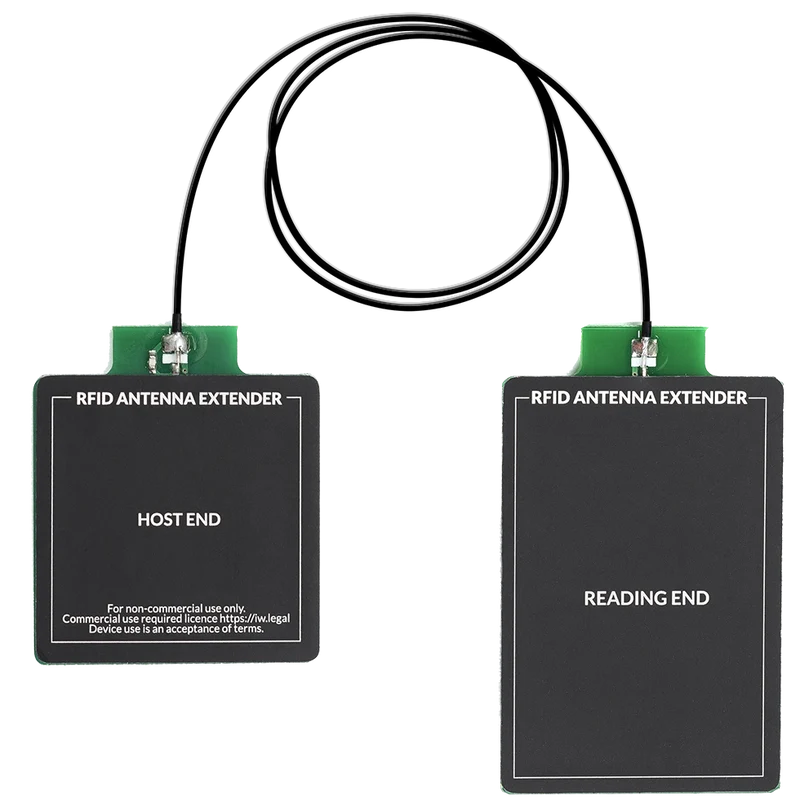 RFID ANTENNA EXTENDER
HOST END
For non-commercial use only.
Commercial use required licence https://iw.legal
Device use is an acceptance of terms.
RFID ANTENNA EXTENDER
READING END